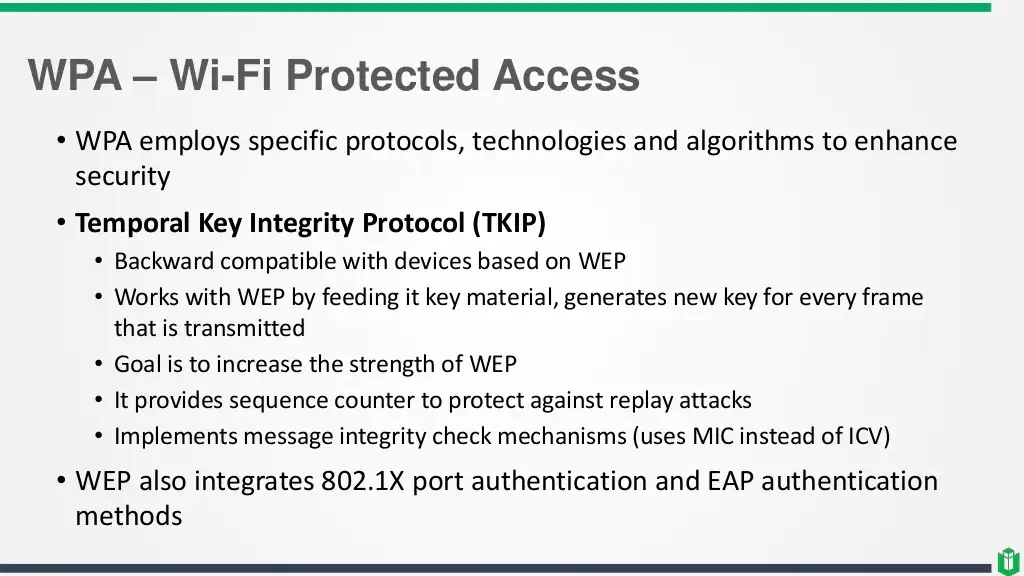 WPA – Wi-Fi Protected Access
• WPA employs specific protocols, technologies and algorithms to enhance
security
• Temporal Key Integrity Protocol (TKIP)
• Backward compatible with devices based on WEP
• Works with WEP by feeding it key material, generates new key for every frame
that is transmitted
• Goal is to increase the strength of WEP
• It provides sequence counter to protect against replay attacks
• Implements message integrity check mechanisms (uses MIC instead of ICV)
• WEP also integrates 802.1X port authentication and EAP authentication
methods